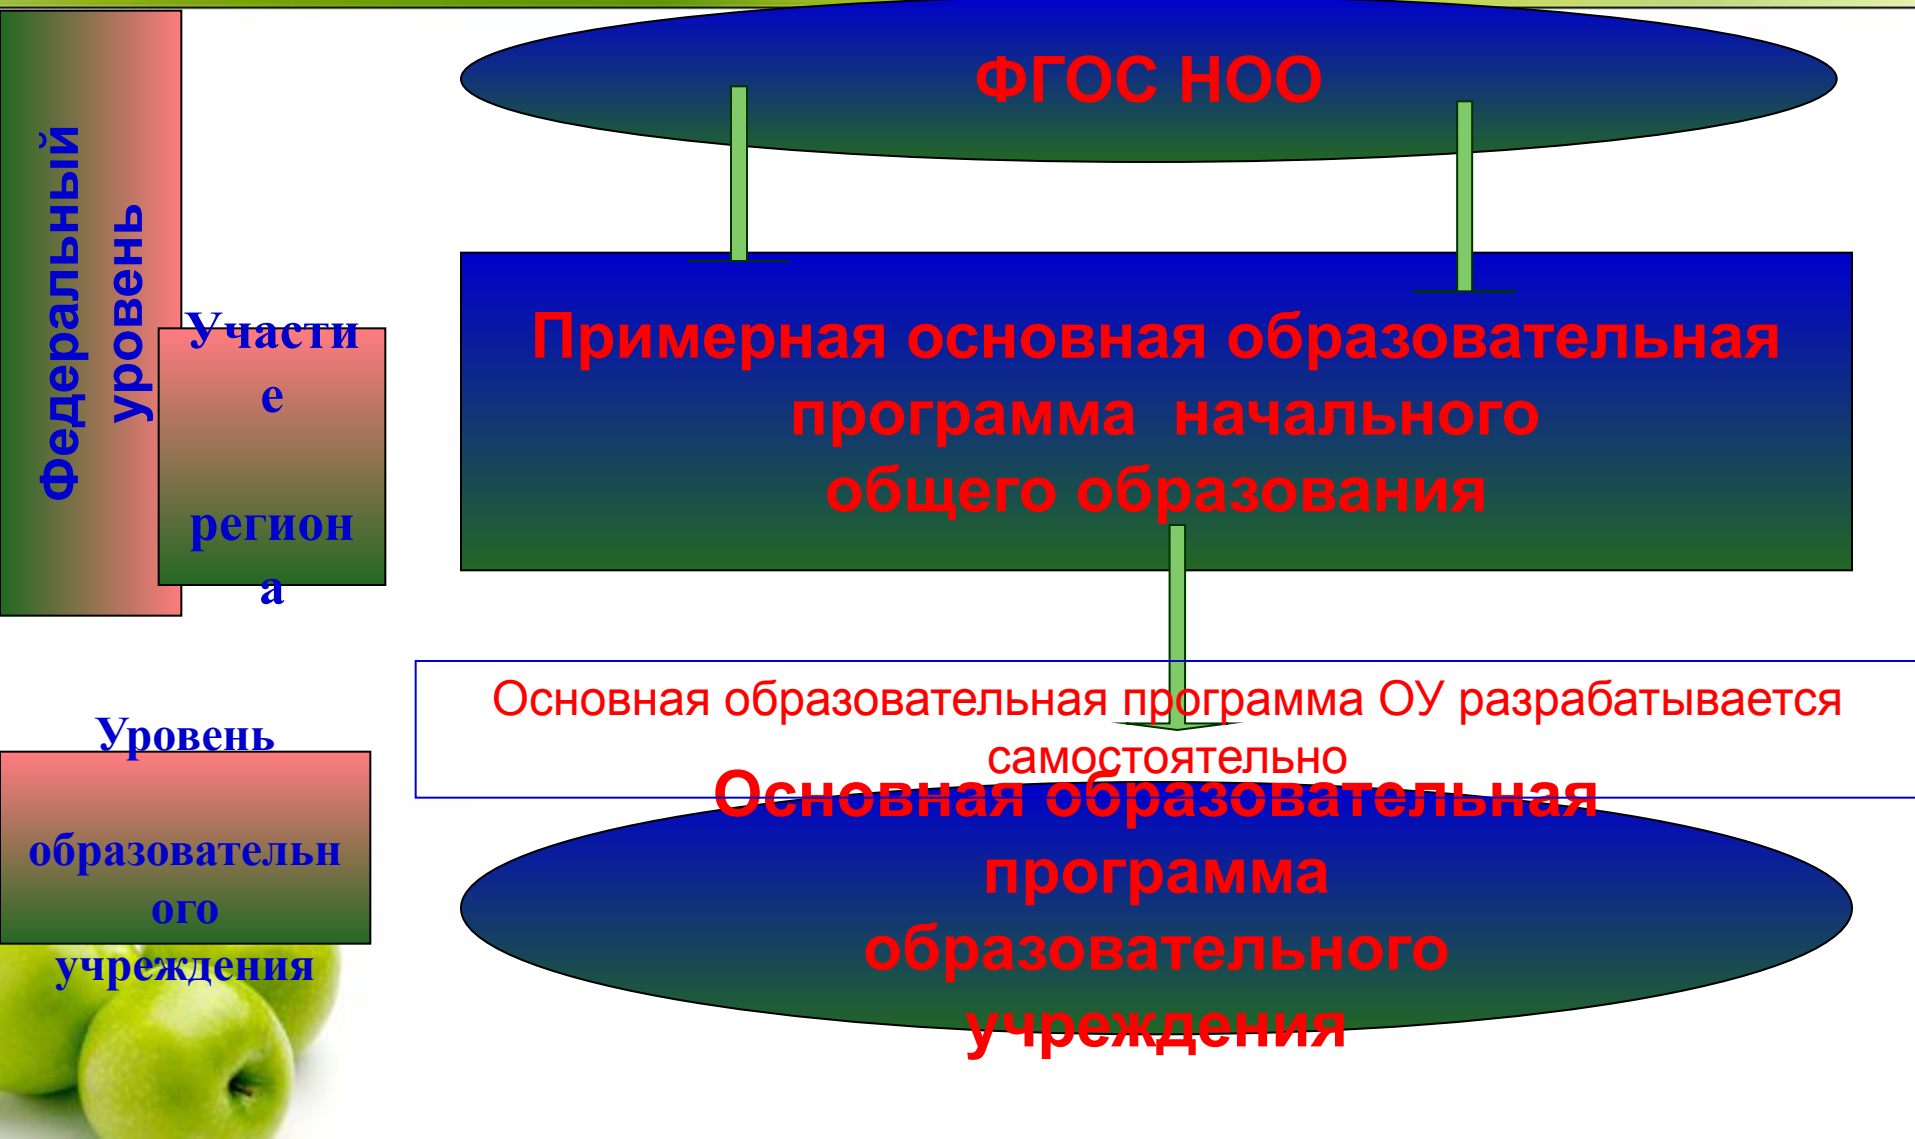 ФГОС НОО
Федеральный
уровень
Участи
е
регион
а
Примерная основная образовательная
программа начального
общего образования
Основная образовательная программа ОУ разрабатывается
самостоятельно
Уровень
образовательн
ого
учреждения
Основная образовательная
программа
образовательного
учреждения